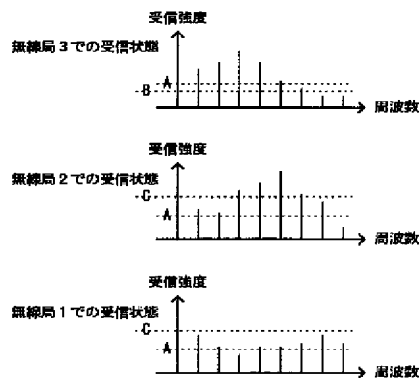 受信強度
無線局3での受信状態
A
B
周波数
受信強度
無線局2での受信状態
C
A
周波数
受信強度
無線局1での受信状態
C
A
周波数